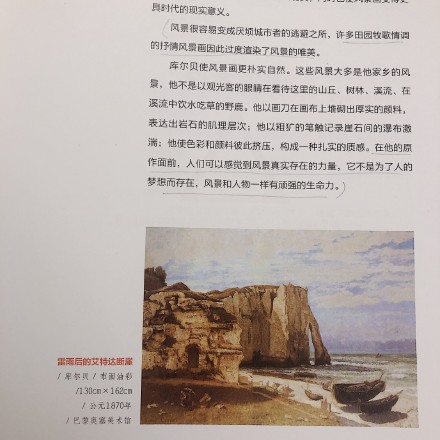 具时代的现实意义。
风景很容易变成厌烦城市者的逃避之所，许多田园牧歌情调
的抒情风景画因此过度渲染了风景的唯美。
库尔贝使风景画更朴实自然。这些风景大多是他家乡的风
景，他不是以观光客的眼睛在看待这里的山丘、树林、溪流、在
溪流中饮水吃草的野鹿。他以画刀在画布上堆砌出厚实的颜料，
表达出岩石的肌理层次；他以粗犷的笔触记录崖石间的瀑布激
湍；他使色彩和颜料彼此挤压，构成一种扎实的质感。在他的原
作面前，人们可以感觉到风景真实存在的力量，它不是为了人的
梦想而存在，风景和人物一样有顽强的生命力。
雷雨后的艾特达断崖
/ 库尔贝 / 布面油彩
/130cm×162cm
/ 公元1870年
/ 巴黎奥塞美术馆